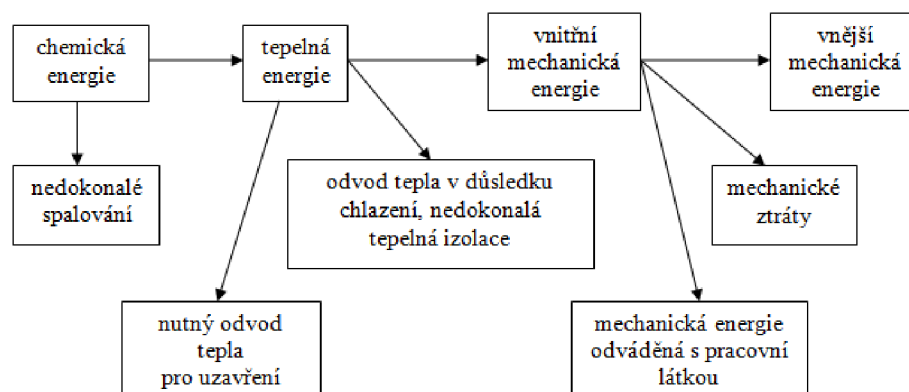 chemická
energie
tepelná
energie
vnitřní
mechanická
energie
vnější
mechanická
energie
nedokonalé
spalování
odvod tepla v důsledku
chlazení, nedokonalá
tepelná izolace
mechanické
ztráty
nutný odvod
tepla
pro uzavření
mechanická energie
odváděná s pracovní
látkou